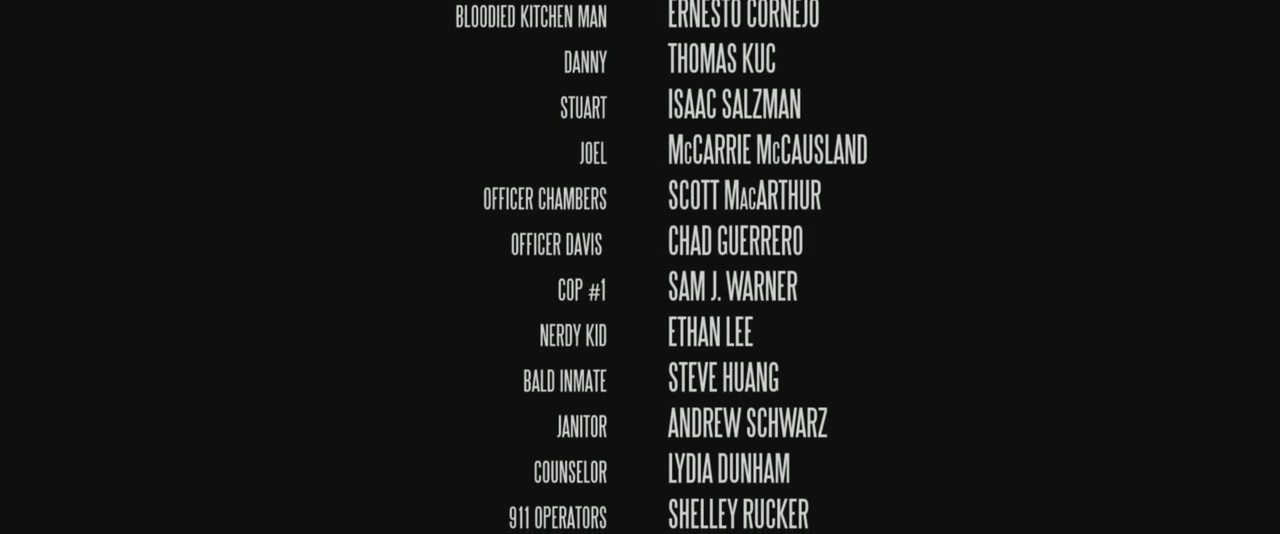 BLOODIED KITCHEN MAN ERNESTO CORNEJO
DANNY THOMAS KUC
STUART ISAAC SALZMAN
JOEL McCARRIE McCAUSLAND
OFFICER CHAMBERS SCOTT MacARTHUR
OFFICER DAVIS CHAD GUERRERO
COP #1 SAM J. WARNER
NERDY KID ETHAN LEE
BALD INMATE STEVE HUANG
JANITOR ANDREW SCHWARZ
COUNSELOR LYDIA DUNHAM
911 OPERATORS SHELLEY RUCKER